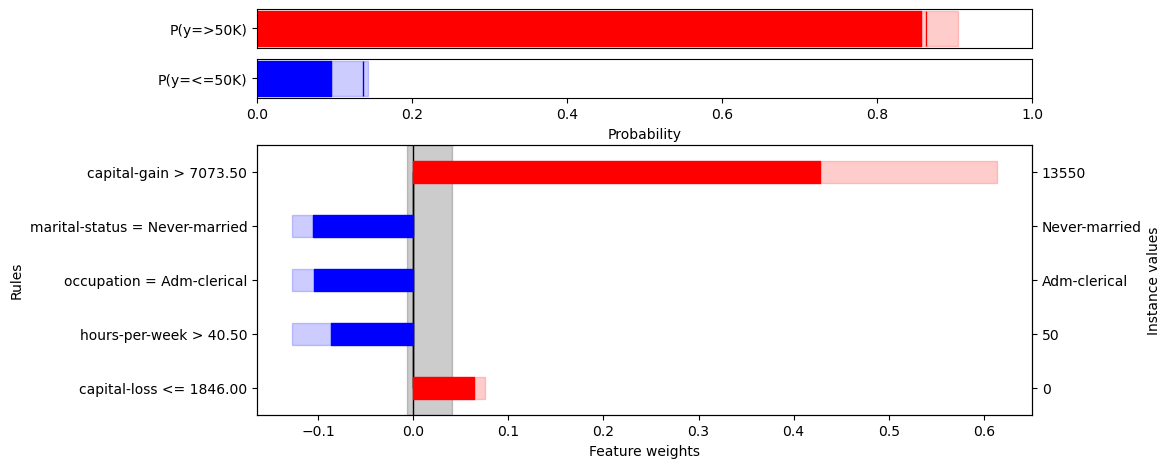 P(y=>50K)
P(y=<=50K)
0.0 0.2 0.4 0.6 0.8 1.0
Probability
capital-gain > 7073.50 13550
marital-status = Never-married Never-married
occupation = Adm-clerical Adm-clerical
hours-per-week > 40.50 50
capital-loss <= 1846.00 0
Rules
Instance values
−0.1 0.0 0.1 0.2 0.3 0.4 0.5 0.6
Feature weights